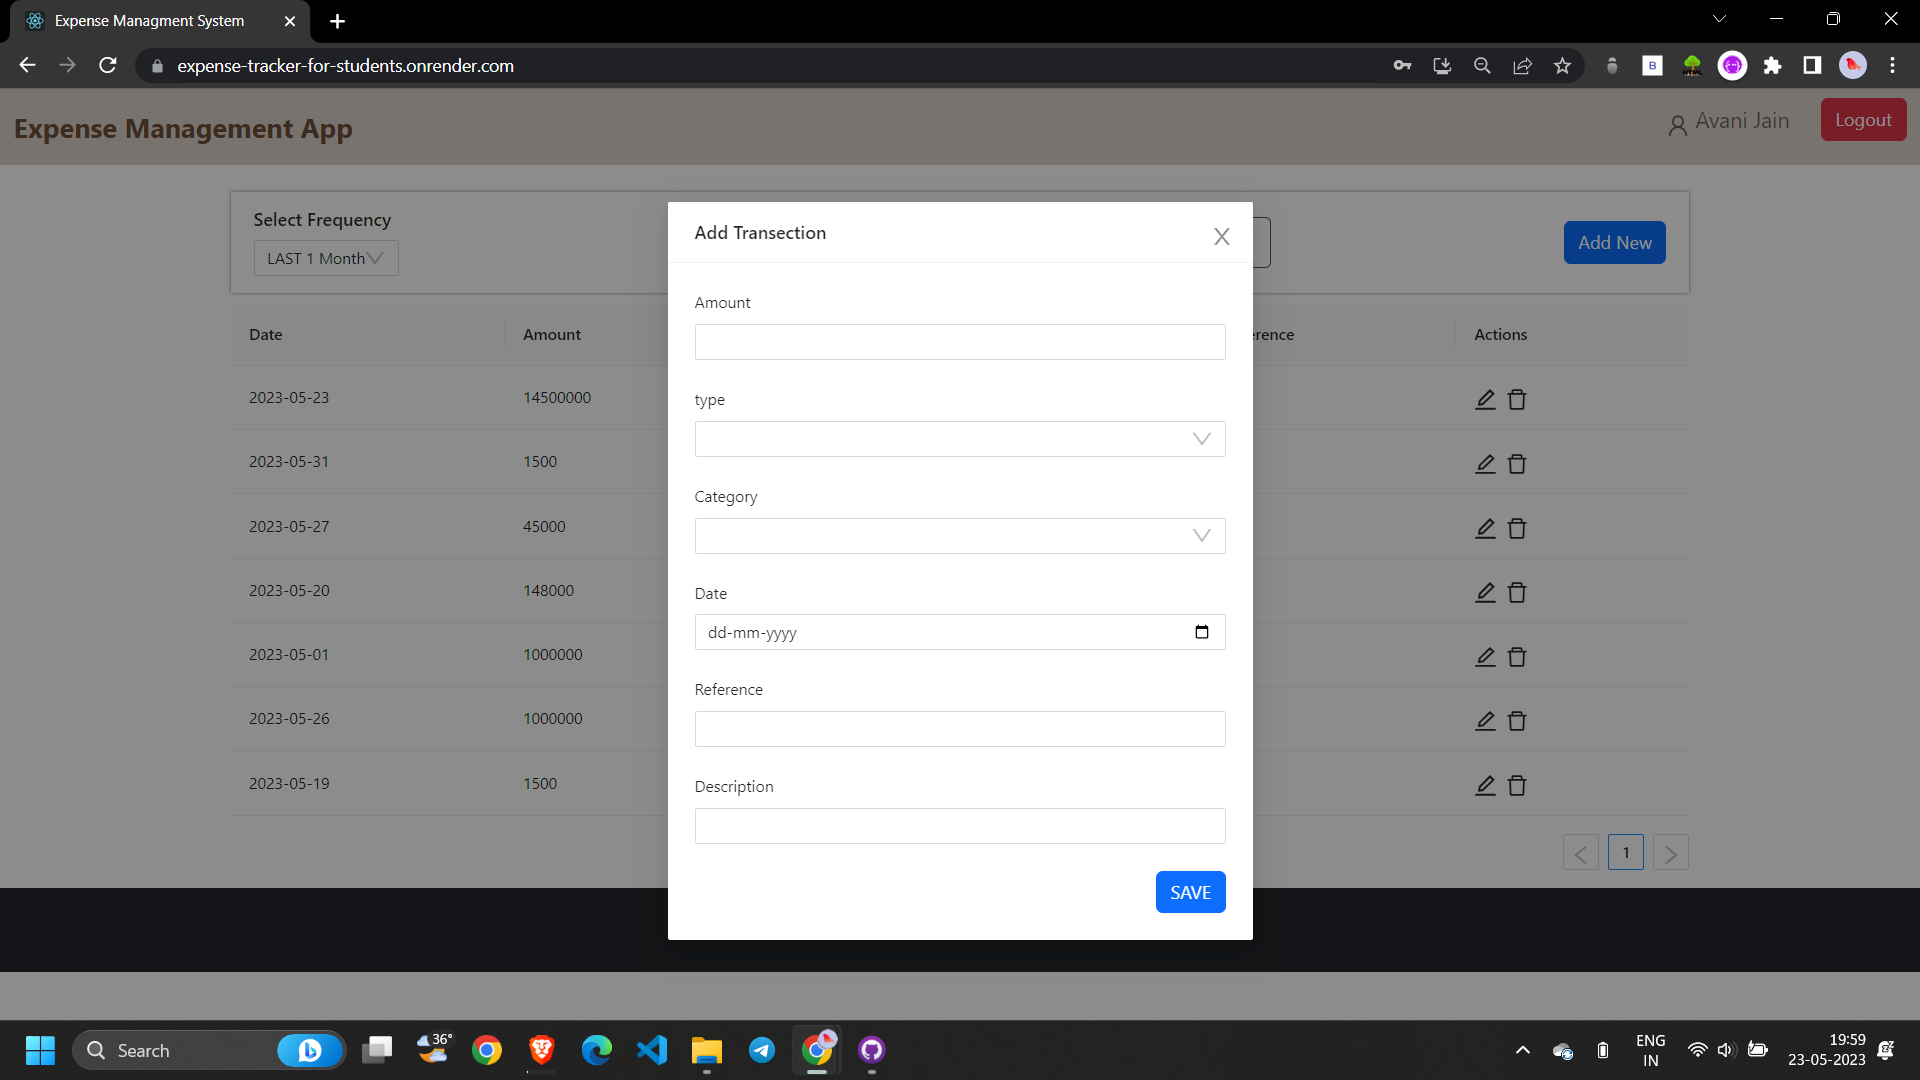 Expense Managment System
expense-tracker-for-students.onrender.com
B
Expense Management App
Avani Jain
Logout
Select Frequency
LAST 1 Month
Add New
Add Transection
X
Amount
type
Category
Date
dd-mm-yyyy
Reference
Description
SAVE
Date Amount erence Actions
2023-05-23 14500000
2023-05-31 1500
2023-05-27 45000
2023-05-20 148000
2023-05-01 1000000
2023-05-26 1000000
2023-05-19 1500
< 1 >
Search
36°
ENG
IN
19:59
23-05-2023